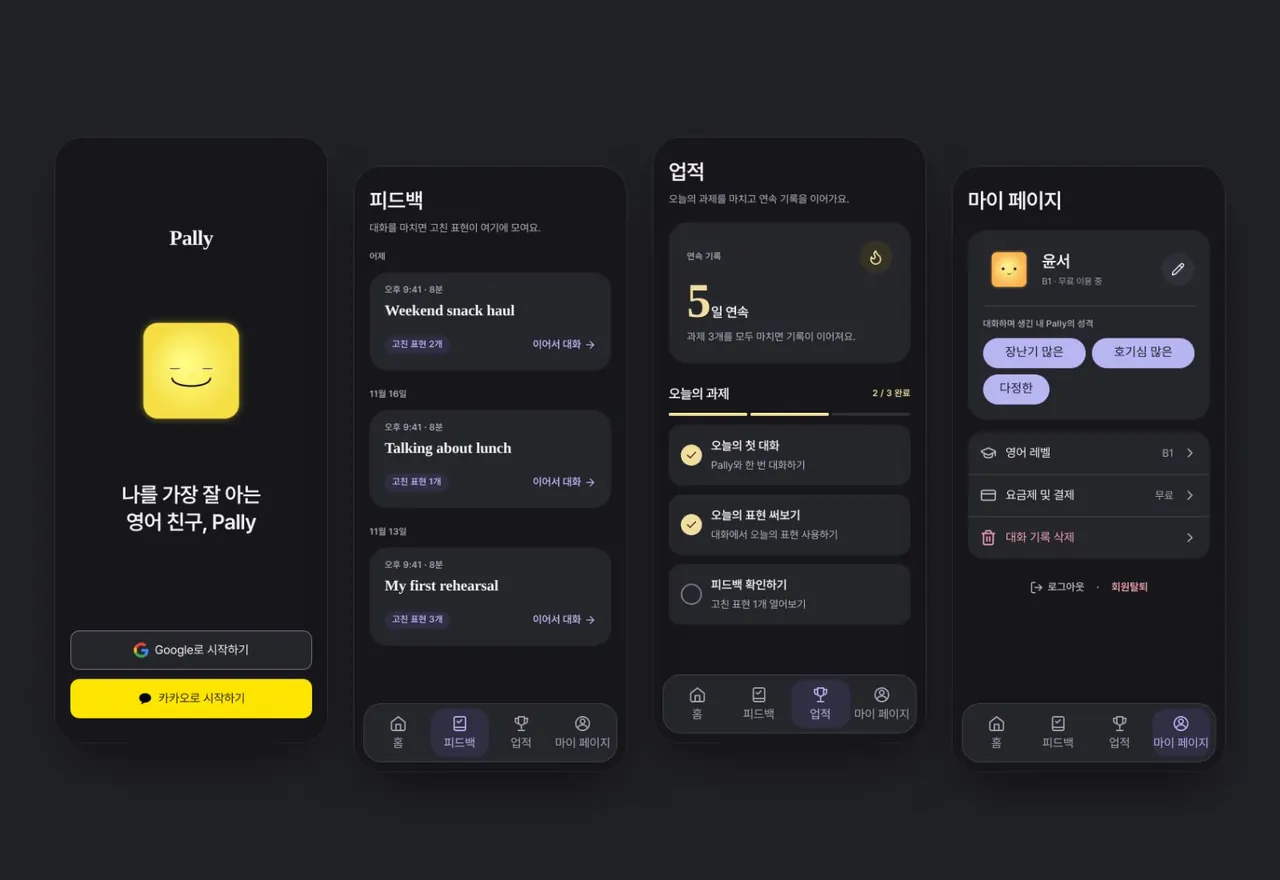 Pally
나를 가장 잘 아는
영어 친구, Pally
Google로 시작하기
카카오로 시작하기
피드백
대화를 마치면 고친 표현이 여기에 모여요.
어제
오후 9:41 · 8분
Weekend snack haul
고친 표현 2개
이어서 대화 →
11월 16일
오후 9:41 · 8분
Talking about lunch
고친 표현 1개
이어서 대화 →
11월 13일
오후 9:41 · 8분
My first rehearsal
고친 표현 3개
이어서 대화 →
홈
피드백
업적
마이 페이지
업적
오늘의 과제를 마치고 연속 기록을 이어가요.
연속 기록
5일 연속
과제 3개를 모두 마치면 기록이 이어져요.
오늘의 과제
2 / 3 완료
오늘의 첫 대화
Pally와 한 번 대화하기
오늘의 표현 써보기
대화에서 오늘의 표현 사용하기
피드백 확인하기
고친 표현 1개 열어보기
홈
피드백
업적
마이 페이지
마이 페이지
윤서
B1 · 무료 이용 중
대화하며 생긴 내 Pally의 성격
장난기 많은
호기심 많은
다정한
영어 레벨
B1
요금제 및 결제
무료
대화 기록 삭제
로그아웃 · 회원탈퇴
홈
피드백
업적
마이 페이지